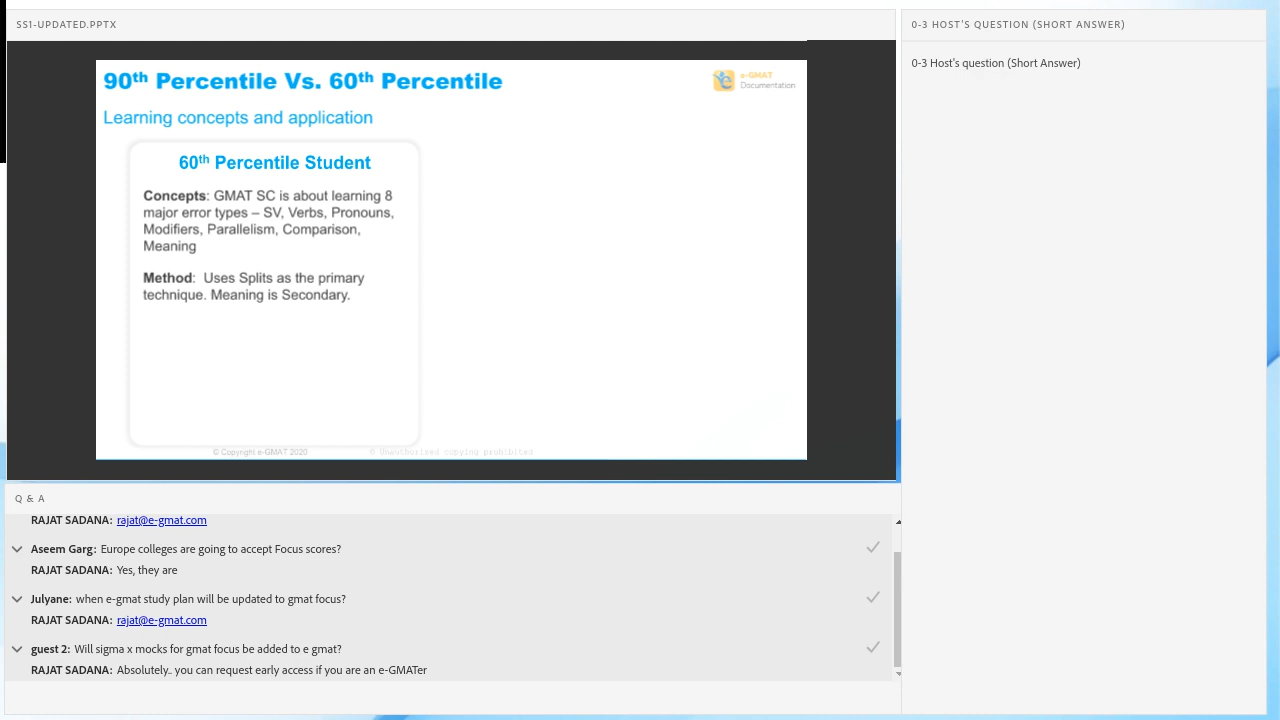 SS1-UPDATED.PPTX
90th Percentile Vs. 60th Percentile
e-GMAT
Documentation
Learning concepts and application
60th Percentile Student
Concepts: GMAT SC is about learning 8
major error types – SV, Verbs, Pronouns,
Modifiers, Parallelism, Comparison,
Meaning
Method: Uses Splits as the primary
technique. Meaning is Secondary.
© Copyright e-GMAT 2020
© Unauthorized copying prohibited
Q & A
RAJAT SADANA: rajat@e-gmat.com
Aseem Garg: Europe colleges are going to accept Focus scores?
RAJAT SADANA: Yes, they are
Julyane: when e-gmat study plan will be updated to gmat focus?
RAJAT SADANA: rajat@e-gmat.com
guest 2: Will sigma x mocks for gmat focus be added to e gmat?
RAJAT SADANA: Absolutely.. you can request early access if you are an e-GMATer
0-3 HOST'S QUESTION (SHORT ANSWER)
0-3 Host's question (Short Answer)